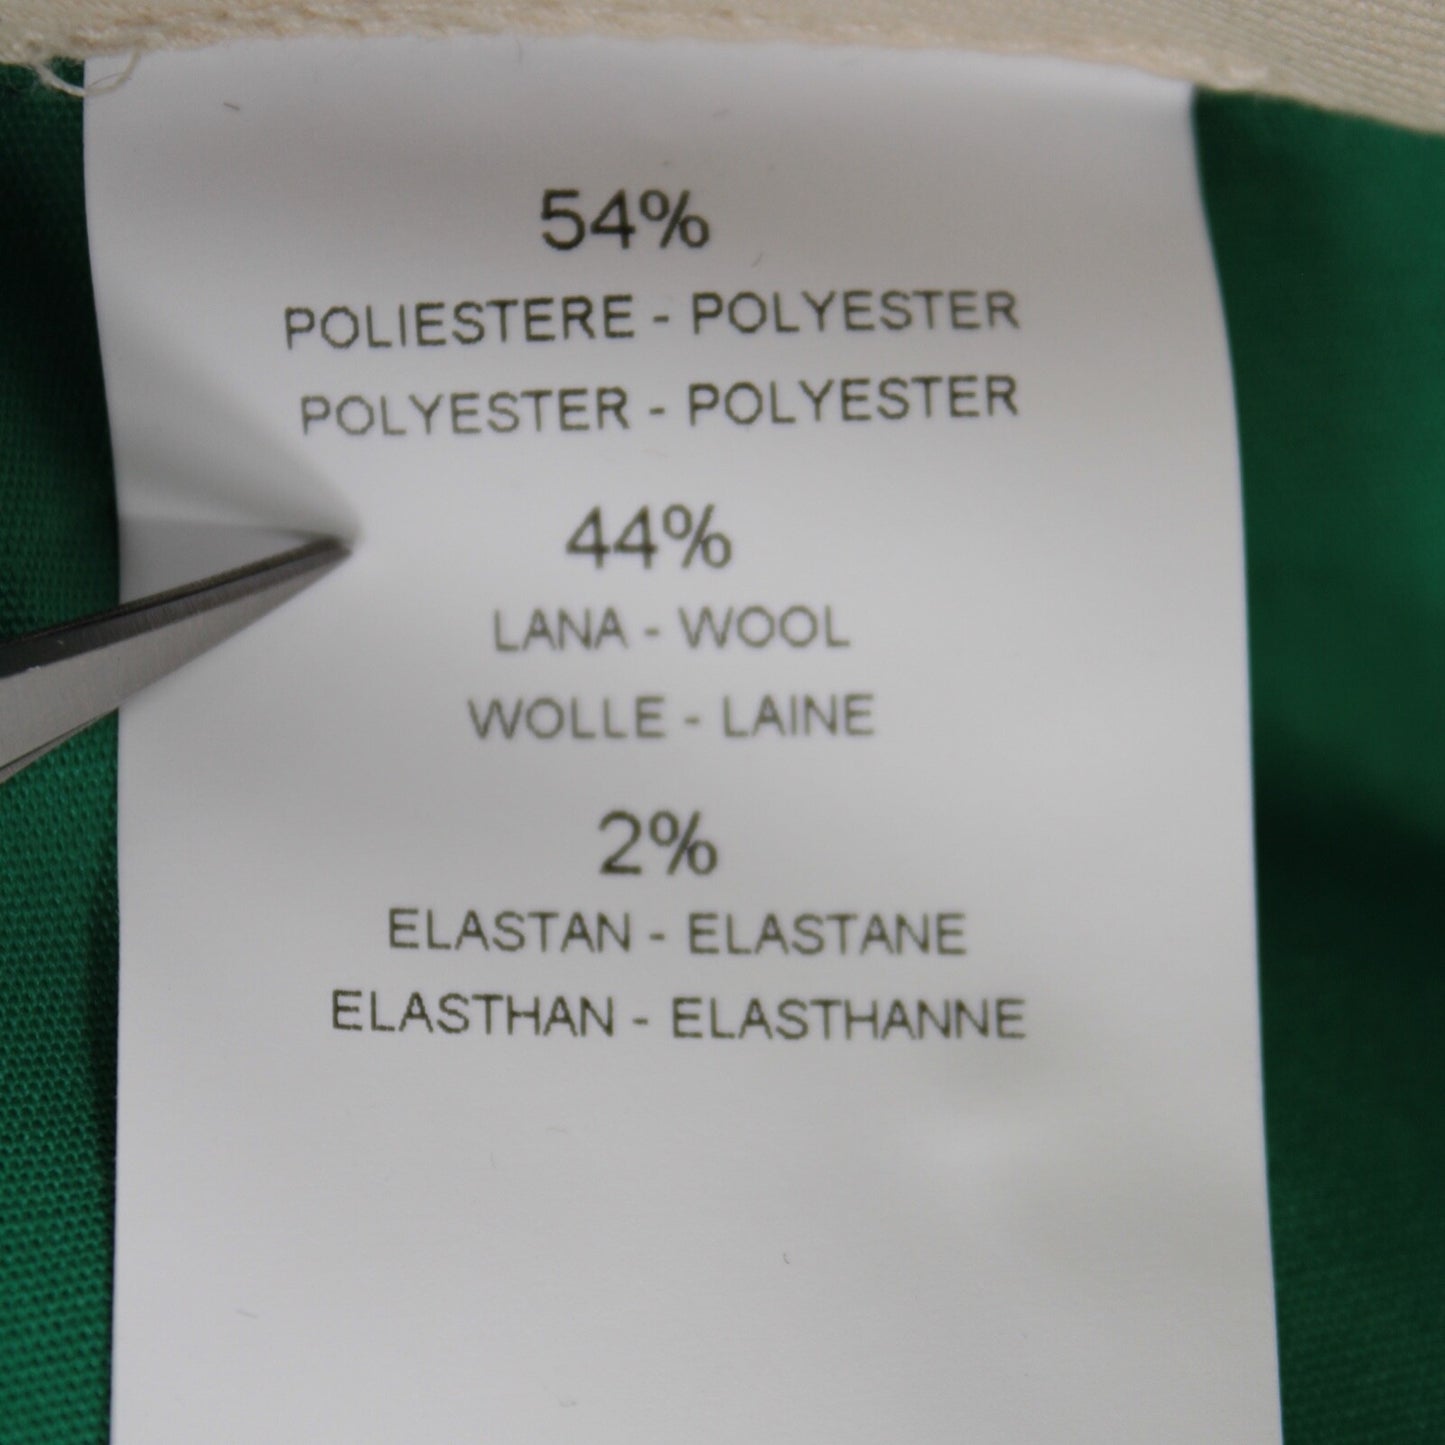 54%
POLIESTERE - POLYESTER
POLYESTER - POLYESTER
44%
LANA - WOOL
WOLLE - LAINE
2%
ELASTAN - ELASTANE
ELASTHAN - ELASTHANNE